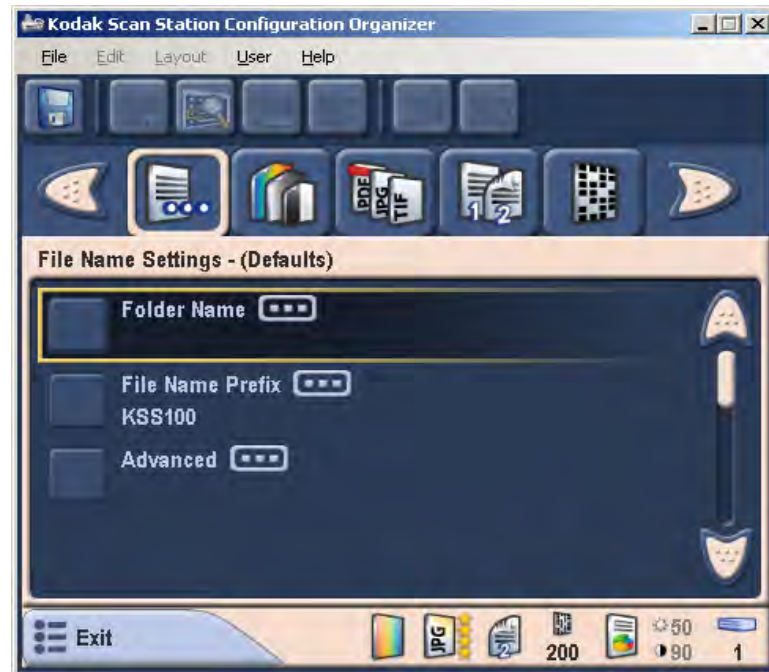 Kodak Scan Station Configuration Organizer
File Edit Layout User Help
PDF JPG TIF 1 2
File Name Settings - (Defaults)
Folder Name
File Name Prefix
KSS100
Advanced
Exit JPG 2 200 50 90 1